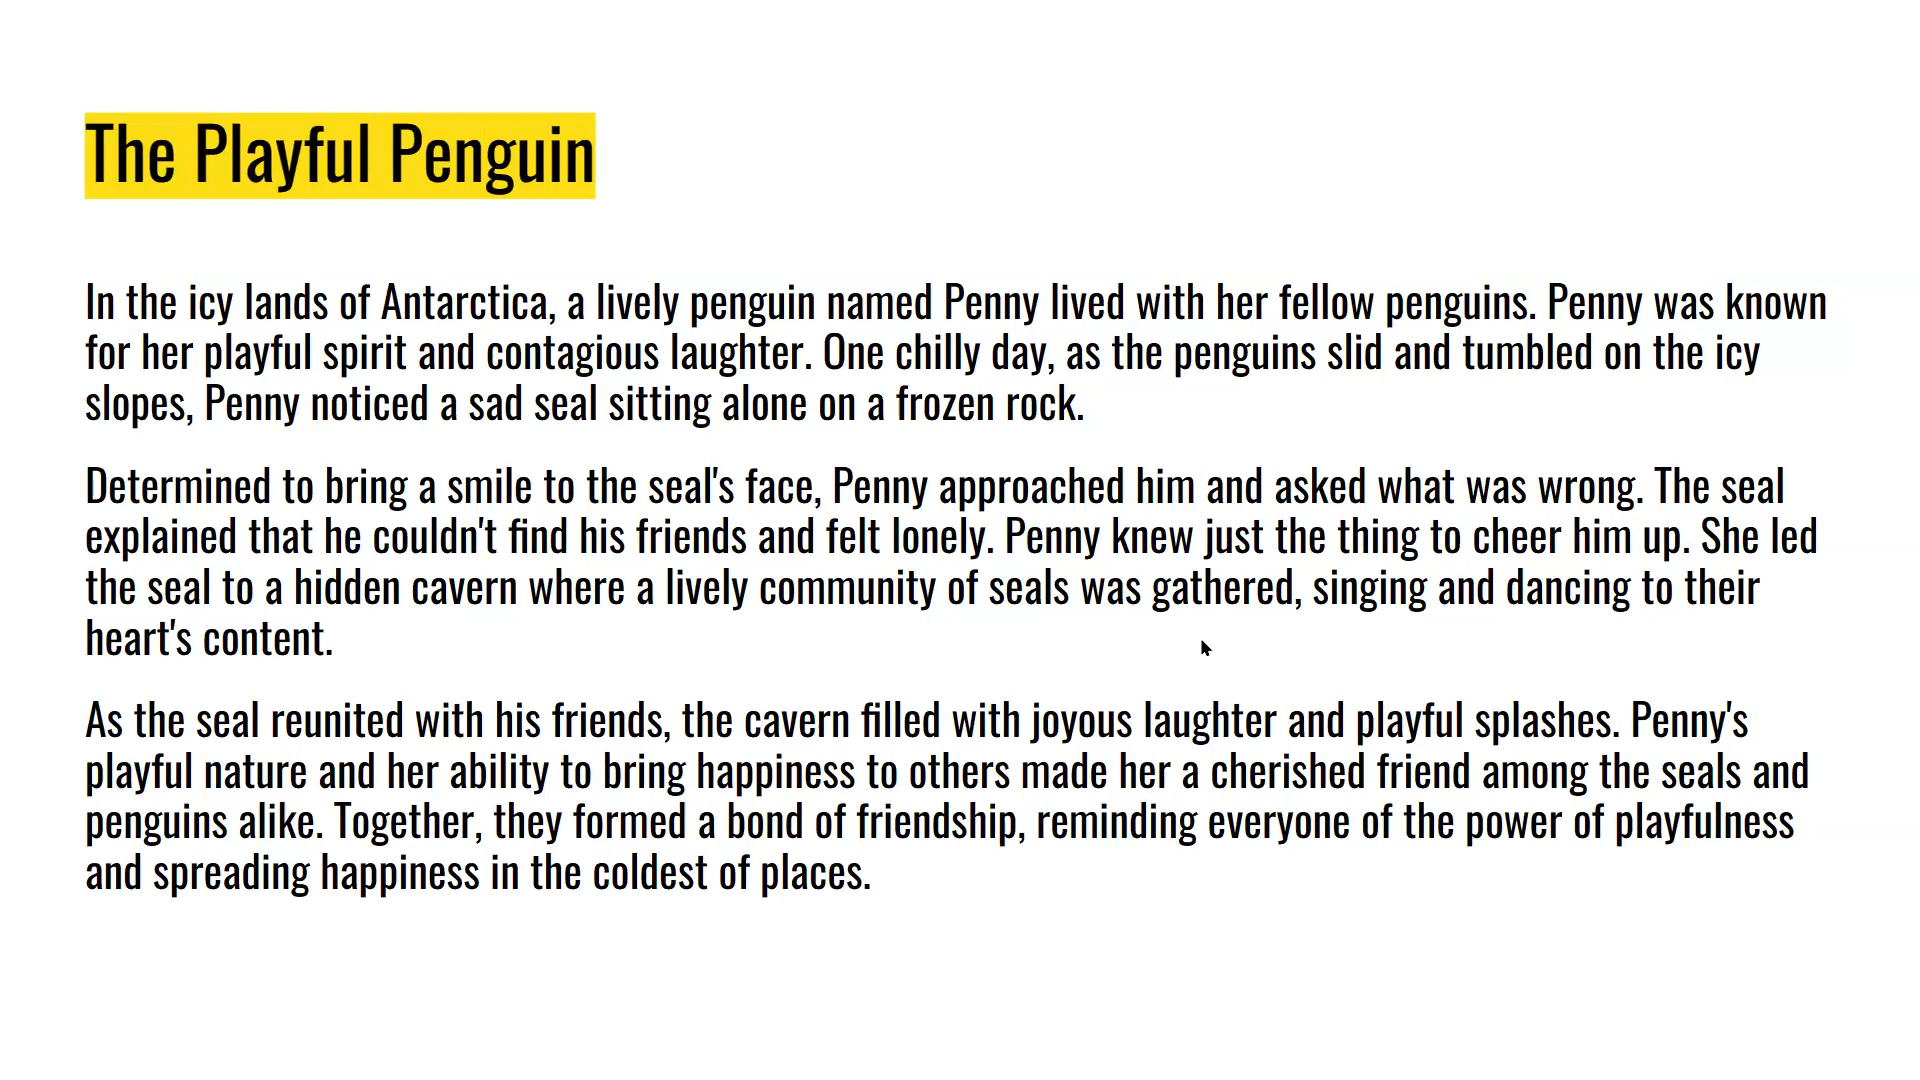 The Playful Penguin
In the icy lands of Antarctica, a lively penguin named Penny lived with her fellow penguins. Penny was known
for her playful spirit and contagious laughter. One chilly day, as the penguins slid and tumbled on the icy
slopes, Penny noticed a sad seal sitting alone on a frozen rock.
Determined to bring a smile to the seal's face, Penny approached him and asked what was wrong. The seal
explained that he couldn't find his friends and felt lonely. Penny knew just the thing to cheer him up. She led
the seal to a hidden cavern where a lively community of seals was gathered, singing and dancing to their
heart's content.
As the seal reunited with his friends, the cavern filled with joyous laughter and playful splashes. Penny's
playful nature and her ability to bring happiness to others made her a cherished friend among the seals and
penguins alike. Together, they formed a bond of friendship, reminding everyone of the power of playfulness
and spreading happiness in the coldest of places.